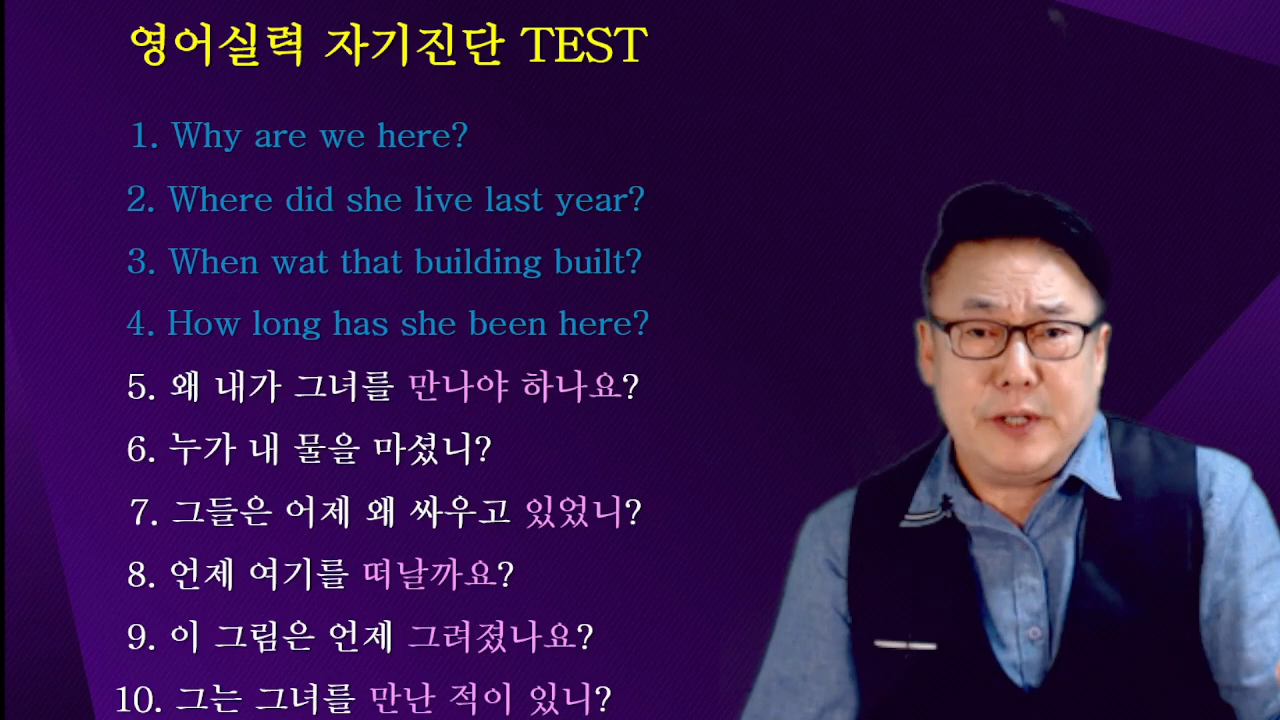 영어실력 자기진단 TEST
1. Why are we here?
2. Where did she live last year?
3. When wat that building built?
4. How long has she been here?
5. 왜 내가 그녀를 만나야 하나요?
6. 누가 내 물을 마셨니?
7. 그들은 어제 왜 싸우고 있었니?
8. 언제 여기를 떠날까요?
9. 이 그림은 언제 그려졌나요?
10. 그는 그녀를 만난 적이 있니?